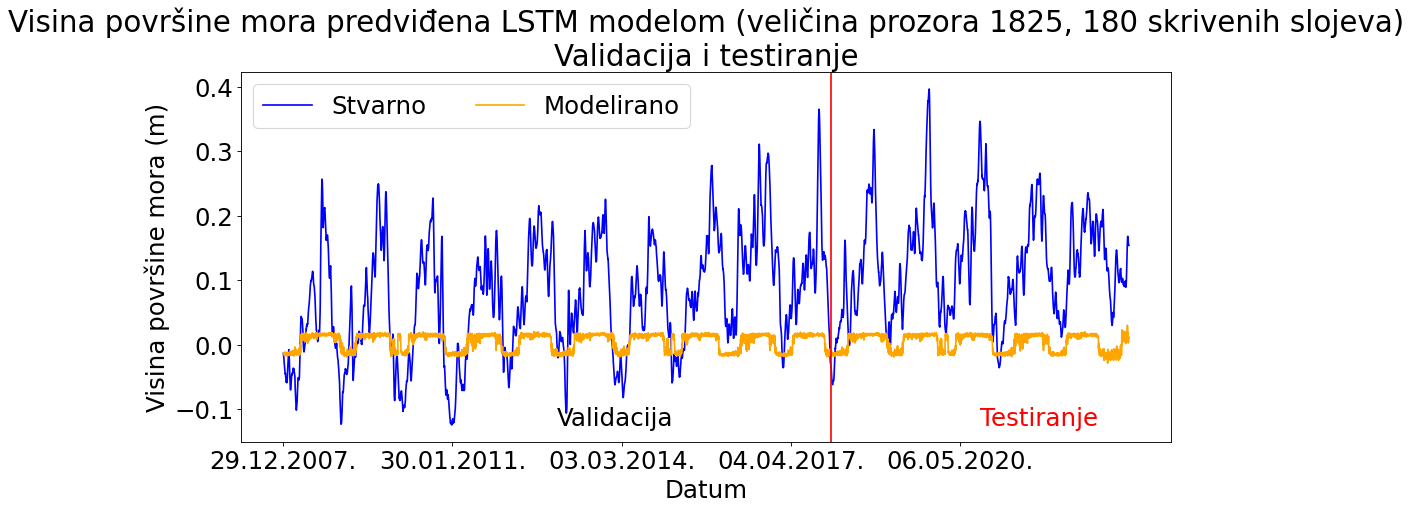 Visina površine mora predviđena LSTM modelom (veličina prozora 1825, 180 skrivenih slojeva)
Validacija i testiranje
Stvarno
Modelirano
Visina površine mora (m)
0.4
0.3
0.2
0.1
0.0
−0.1
Validacija
Testiranje
29.12.2007.
30.01.2011.
03.03.2014.
04.04.2017.
06.05.2020.
Datum